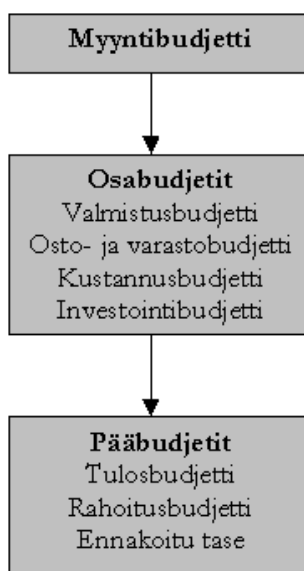 Myyntibudjetti
Osabudjetit
Valmistusbudjetti
Osto- ja varastobudjetti
Kustannusbudjetti
Investointibudjetti
Pääbudjetit
Tulosbudjetti
Rahoitusbudjetti
Ennakoitu tase